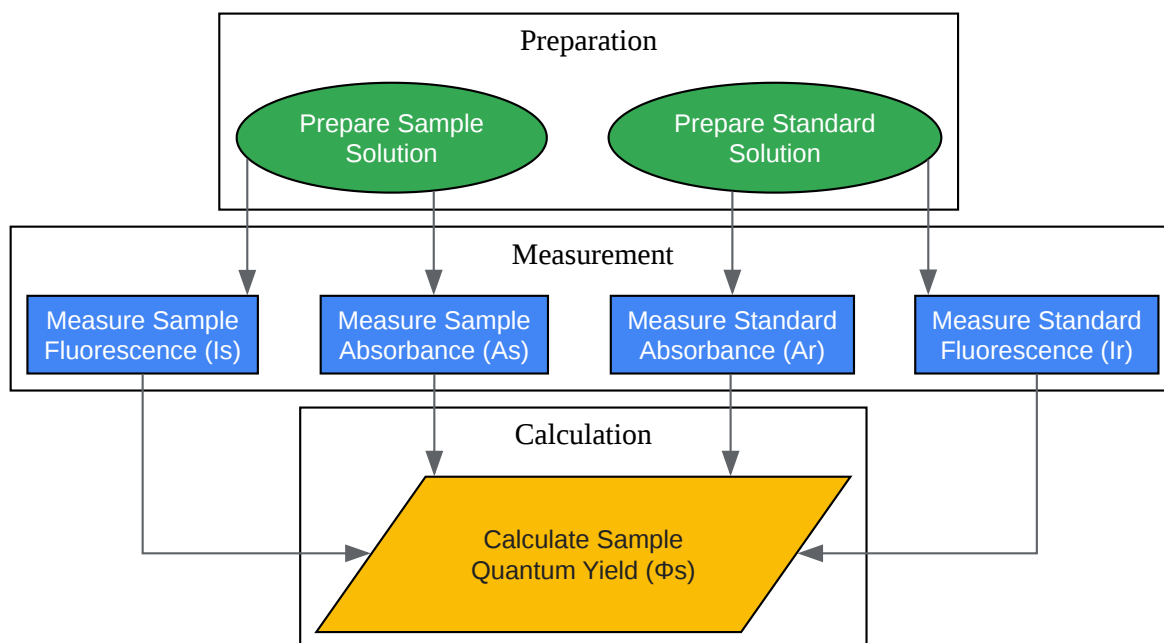 Preparation
Prepare Sample
Solution
Prepare Standard
Solution
Measurement
Measure Sample
Fluorescence (Is)
Measure Sample
Absorbance (As)
Measure Standard
Absorbance (Ar)
Measure Standard
Fluorescence (Ir)
Calculation
Calculate Sample
Quantum Yield (Φs)